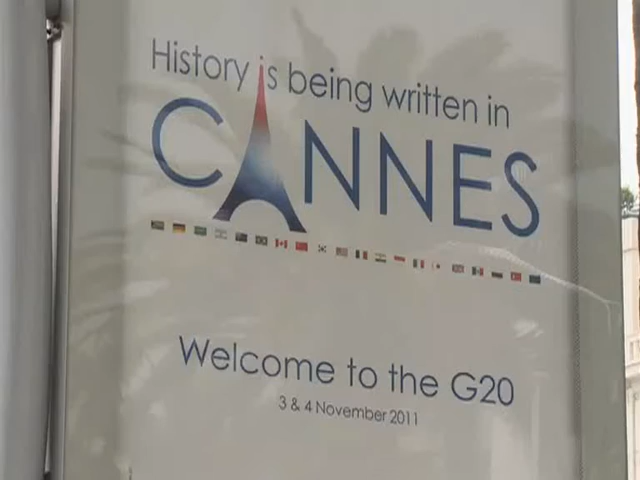 History is being written in
CANNES
Welcome to the G20
3 & 4 November 2011